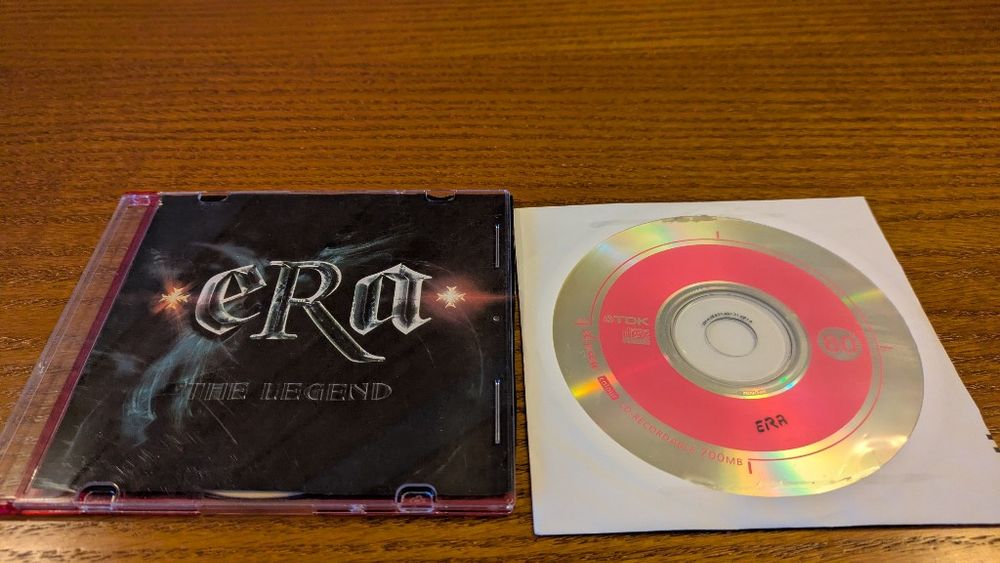 eRa
THE LEGEND
TDK
80
CD-RECORDABLE 700MB
ERA